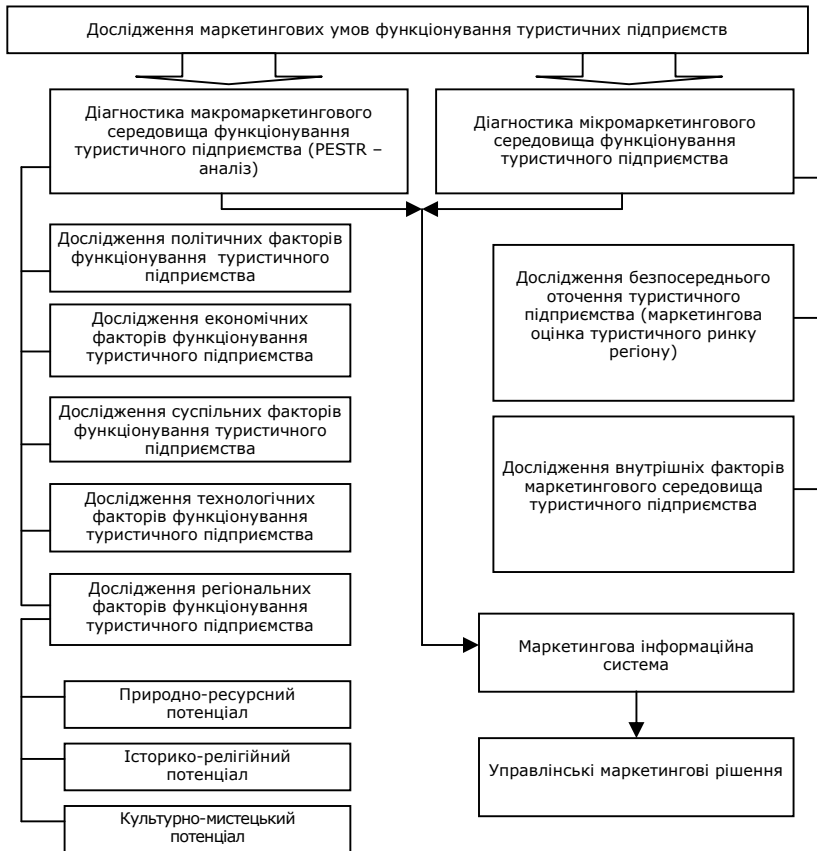 Дослідження маркетингових умов функціонування туристичних підприємств
Діагностика макромаркетингового
середовища функціонування
туристичного підприємства (PESTR –
аналіз)
Діагностика мікромаркетингового
середовища функціонування
туристичного підприємства
Дослідження політичних факторів
функціонування туристичного
підприємства
Дослідження економічних
факторів функціонування
туристичного підприємства
Дослідження суспільних факторів
функціонування туристичного
підприємства
Дослідження технологічних
факторів функціонування
туристичного підприємства
Дослідження регіональних
факторів функціонування
туристичного підприємства
Природно-ресурсний
потенціал
Історико-релігійний
потенціал
Культурно-мистецький
потенціал
Дослідження безпосереднього
оточення туристичного
підприємства (маркетингова
оцінка туристичного ринку
регіону)
Дослідження внутрішніх факторів
маркетингового середовища
туристичного підприємства
Маркетингова інформаційна
система
Управлінські маркетингові рішення